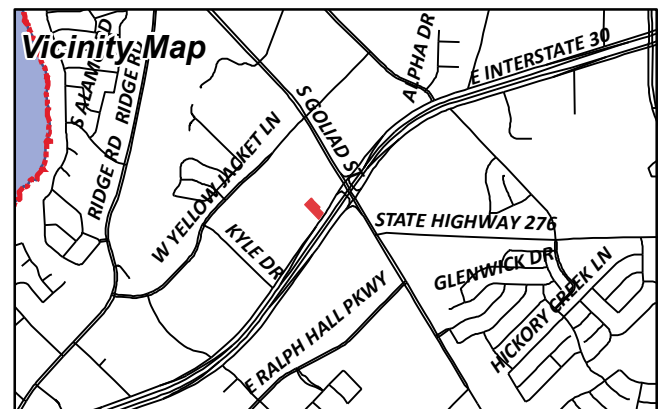 Vicinity Map
S ALAMO RD
RIDGE RD
RIDGE RD
ALPHA DR
E INTERSTATE 30
S GOLIAD ST
W YELLOW JACKET LN
KYLE DR
STATE HIGHWAY 276
GLENWICK DR
HICKORY CREEK LN
E RALPH HALL PKWY